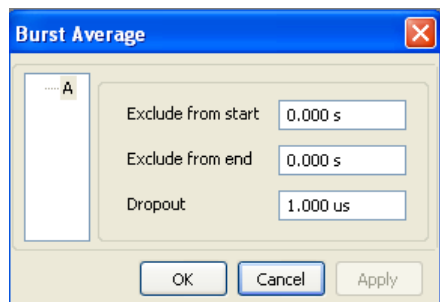 Burst Average
A
Exclude from start 0.000 s
Exclude from end 0.000 s
Dropout 1.000 us
OK Cancel Apply